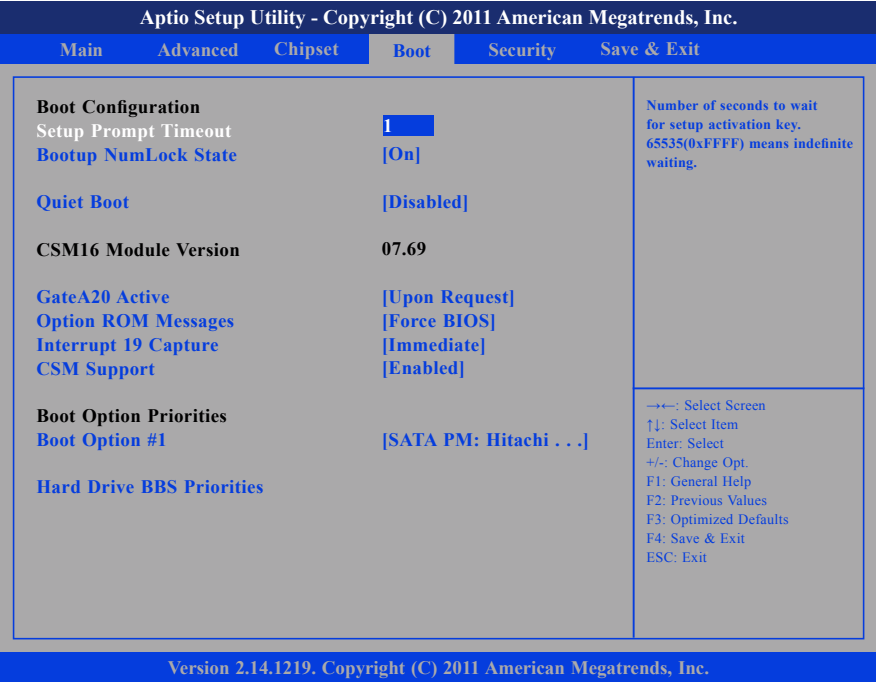 Aptio Setup Utility - Copyright (C) 2011 American Megatrends, Inc.
Main Advanced Chipset Boot Security Save & Exit
Boot Configuration
Setup Prompt Timeout 1
Bootup NumLock State [On]
Quiet Boot [Disabled]
CSM16 Module Version 07.69
GateA20 Active [Upon Request]
Option ROM Messages [Force BIOS]
Interrupt 19 Capture [Immediate]
CSM Support [Enabled]
Boot Option Priorities
Boot Option #1 [SATA PM: Hitachi . . .]
Hard Drive BBS Priorities
Number of seconds to wait
for setup activation key.
65535(0xFFFF) means indefinite
waiting.
→←: Select Screen
↑↓: Select Item
Enter: Select
+/-: Change Opt.
F1: General Help
F2: Previous Values
F3: Optimized Defaults
F4: Save & Exit
ESC: Exit
Version 2.14.1219. Copyright (C) 2011 American Megatrends, Inc.